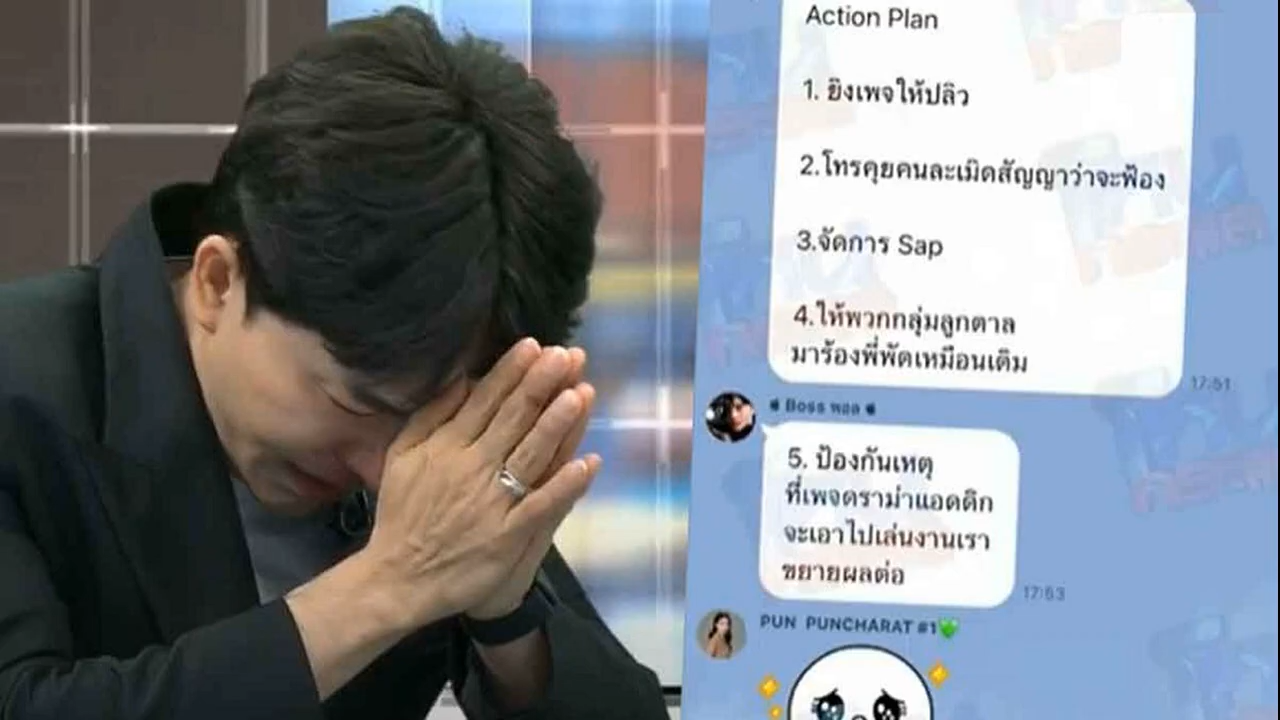 Action Plan
1. ยิงเพจให้ปลิว
2.โทรคุยคนละเมิดสัญญาว่าจะฟ้อง
3.จัดการ Sap
4.ให้พวกกลุ่มลูกตาล
มาร้องพี่พัดเหมือนเดิม
17:51
Boss พอล
5. ป้องกันเหตุ
ที่เพจดราม่าแอดดิก
จะเอาไปเล่นงานเรา
ขยายผลต่อ
17:53
PUN PUNCHARAT #1